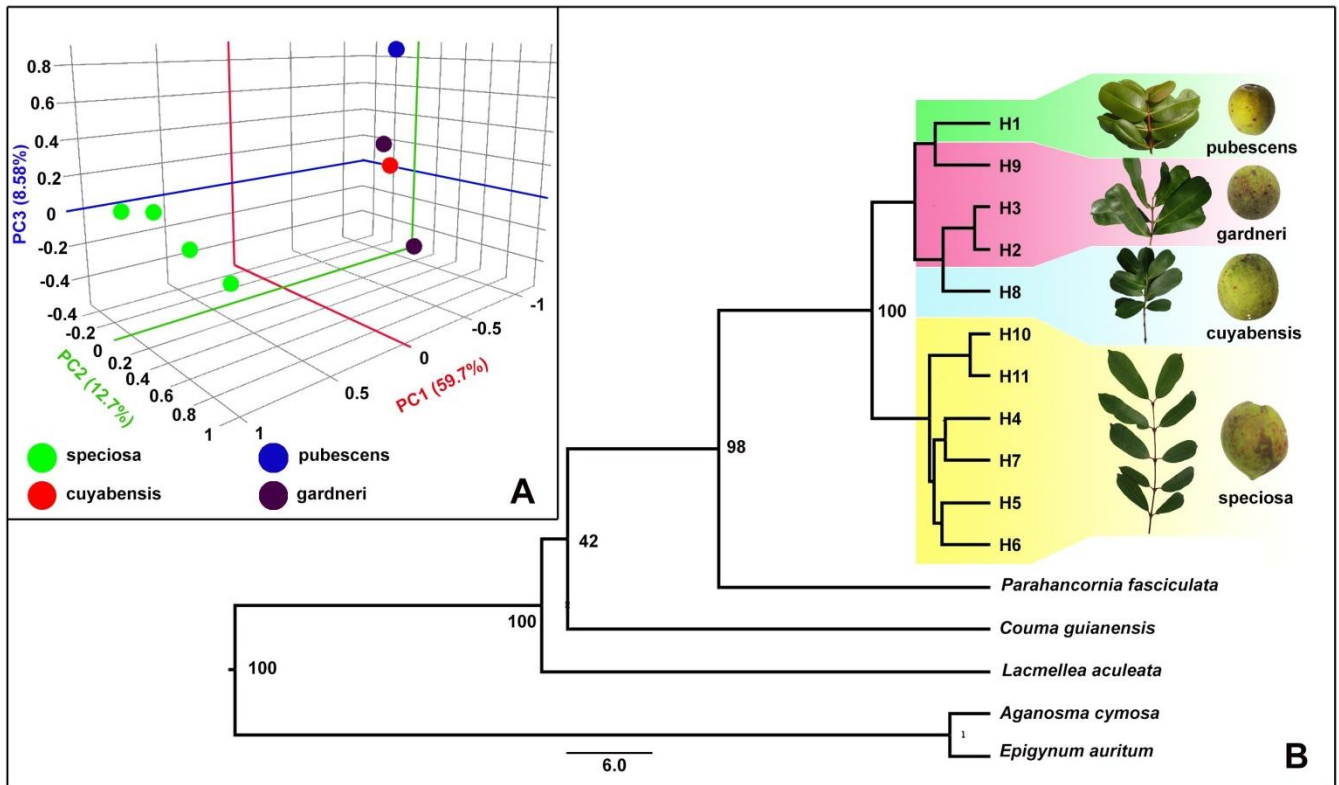 0.8
0.6
0.4
0.2
0
-0.2
-0.4
-0.4
-0.2
0
0.2
0.4
0.6
0.8
1
1
0.5
0
-0.5
-1
PC3 (8.58%)
PC2 (12.7%)
PC1 (59.7%)
speciosa
pubescens
cuyabensis
gardneri
A
H1
H9
H3
H2
H8
H10
H11
H4
H7
H5
H6
pubescens
gardneri
cuyabensis
speciosa
Parahancornia fasciculata
Couma guianensis
Lacmellea aculeata
Aganosma cymosa
Epigynum auritum
100
98
42
100
100
1
6.0
B